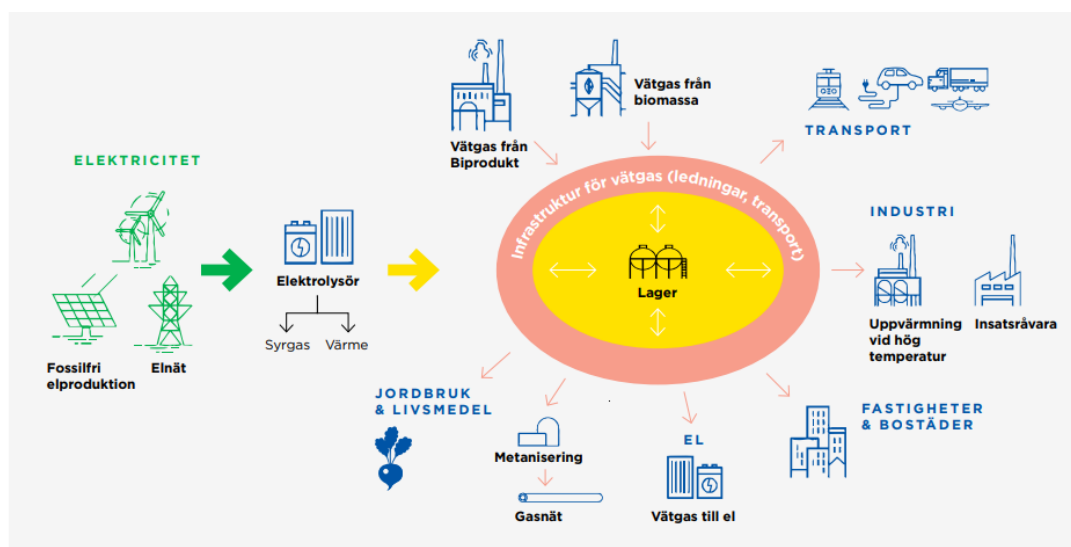 ELEKTRICITET
Fossilfri
elproduktion
Elnät
Elektrolysör
Syrgas
Värme
Vätgas från
Biprodukt
Vätgas från
biomassa
Infrastruktur för vätgas (ledningar, transport)
Lager
TRANSPORT
INDUSTRI
Uppvärmning
vid hög
temperatur
Insatsråvara
JORDBRUK
& LIVSMEDEL
Metanisering
Gasnät
EL
Vätgas till el
FASTIGHETER
& BOSTÄDER